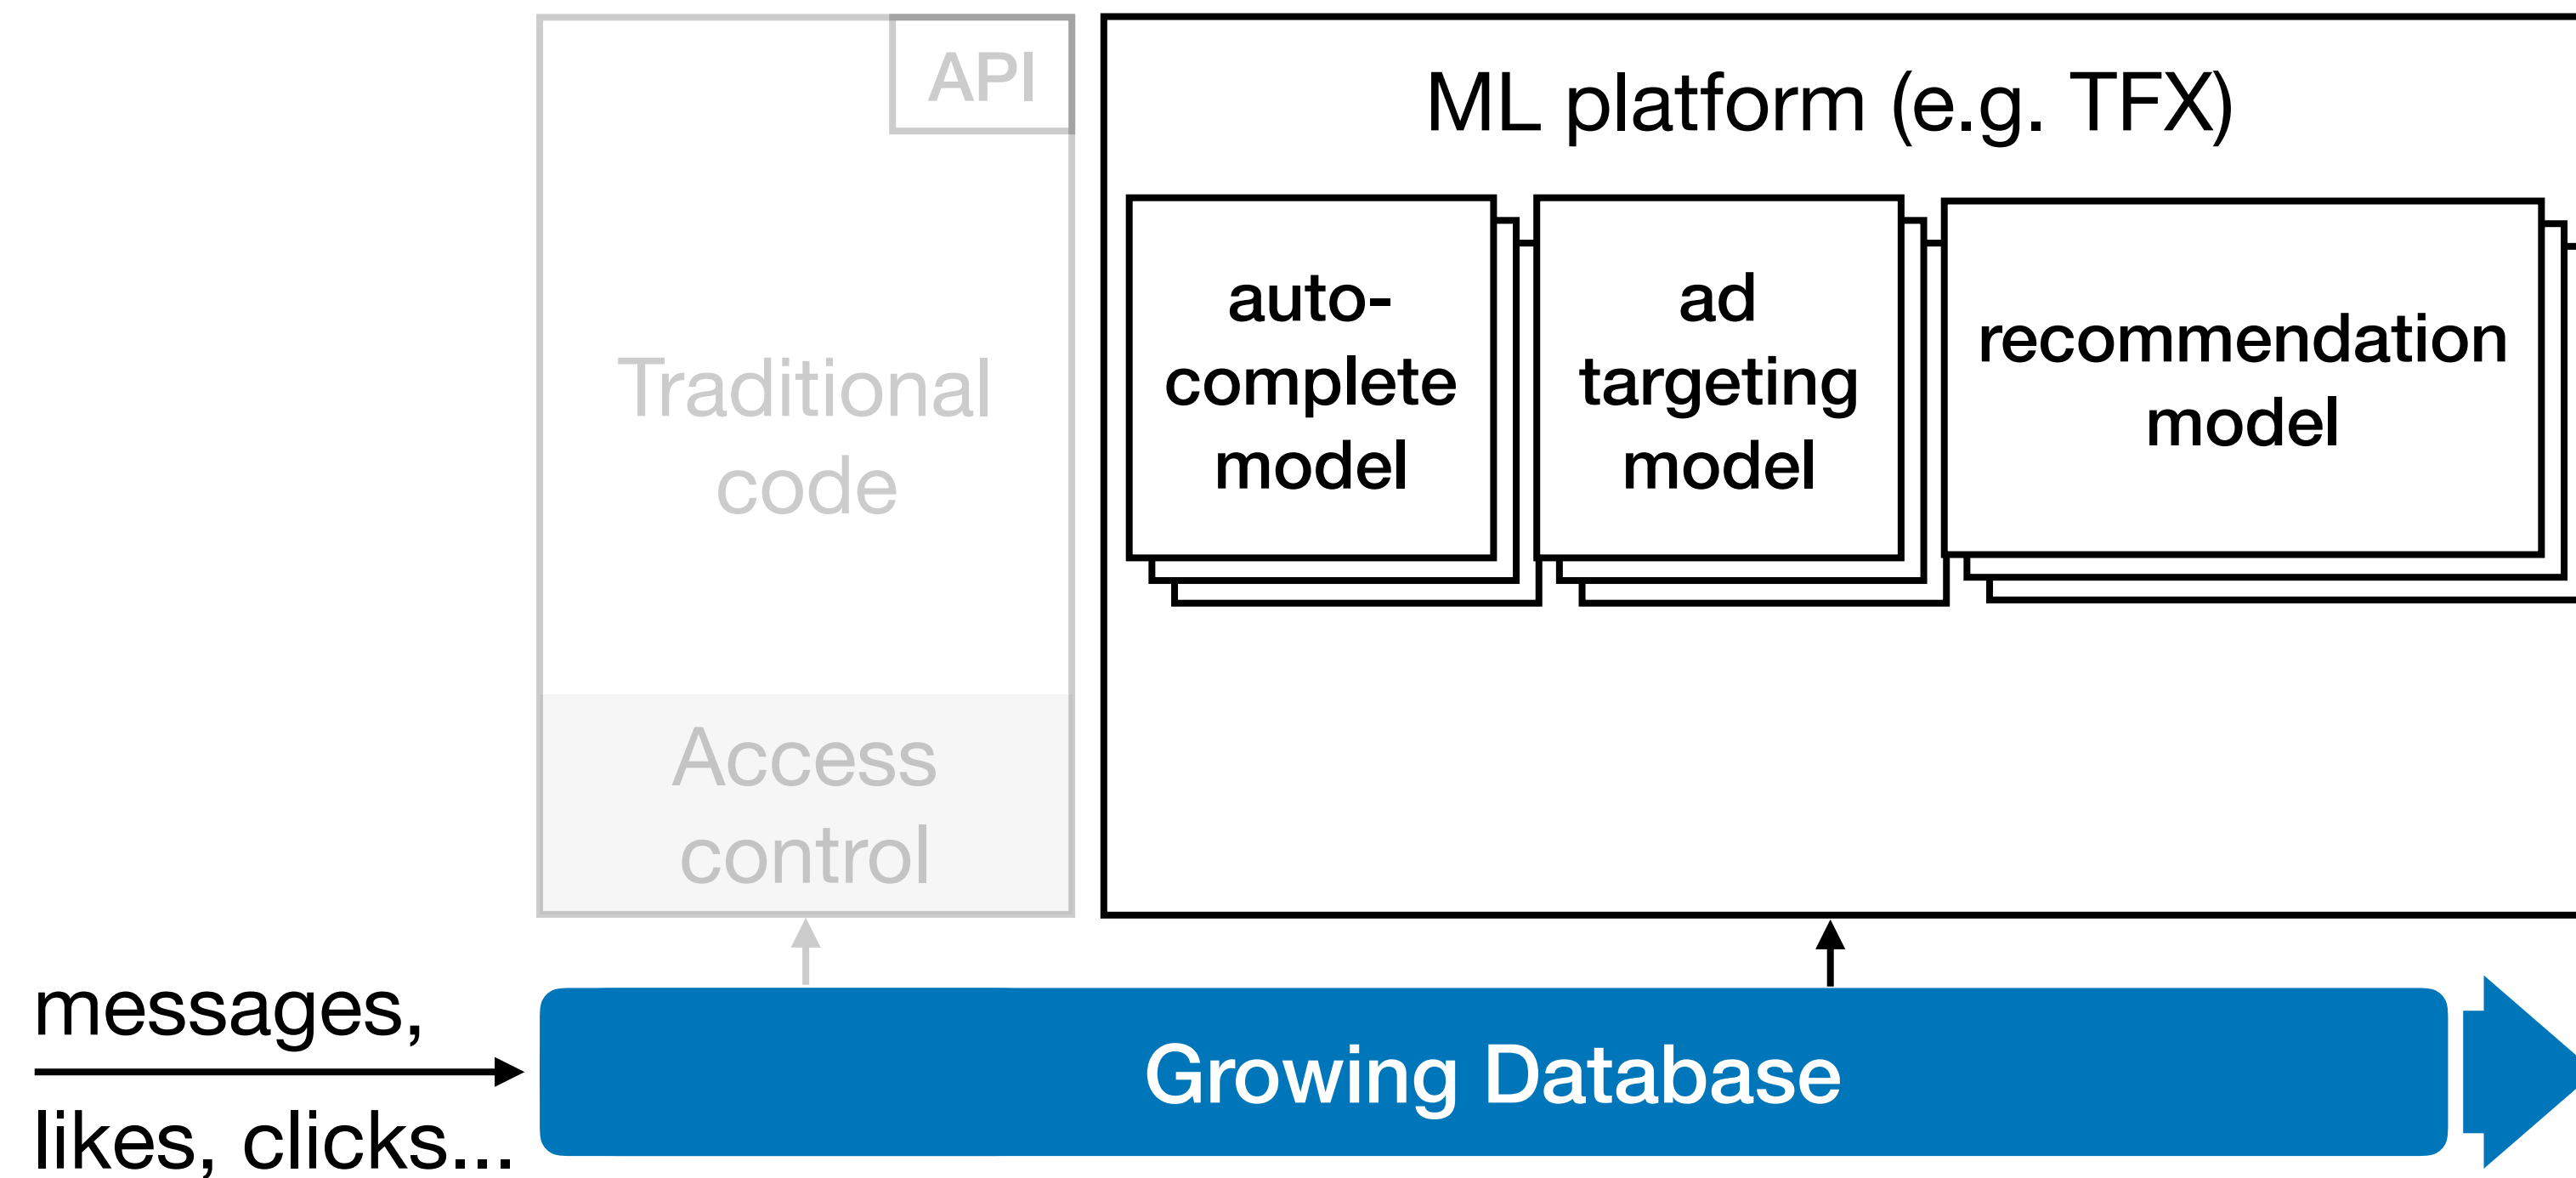 API
Traditional
code
Access
control
ML platform (e.g. TFX)
auto-
complete
model
ad
targeting
model
recommendation
model
messages,
likes, clicks...
Growing Database